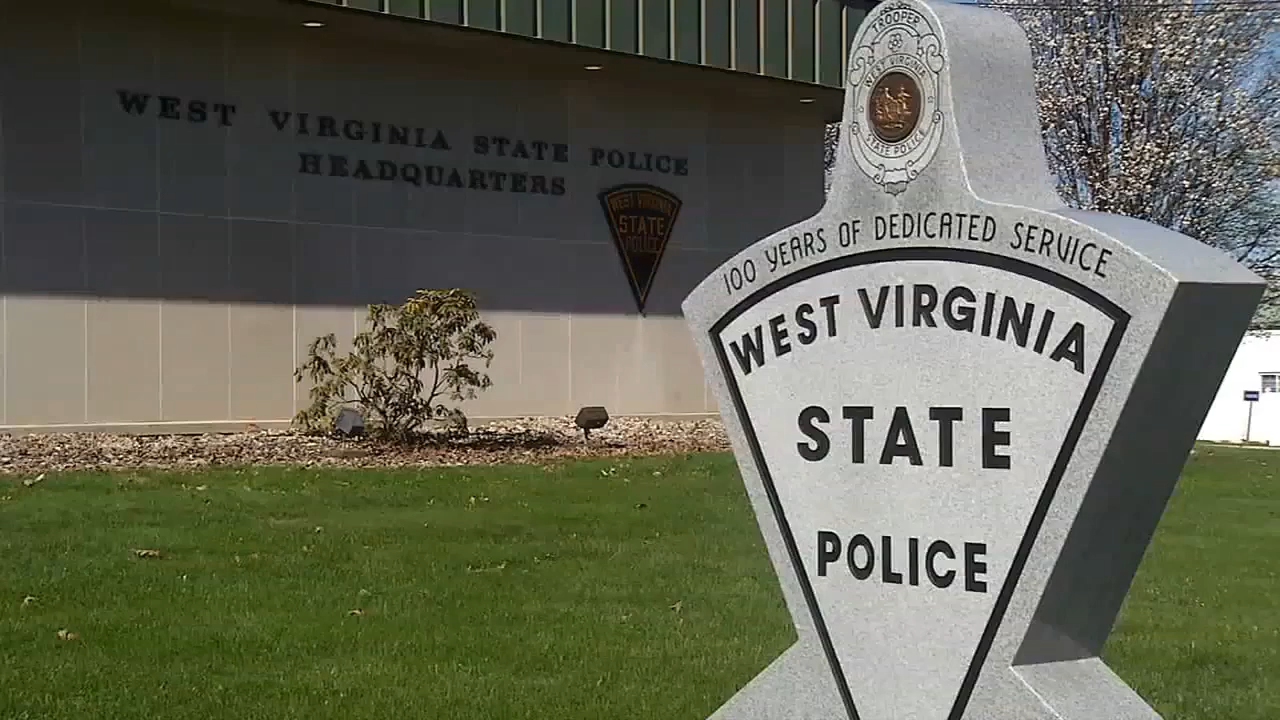 WEST VIRGINIA STATE POLICE
HEADQUARTERS
WEST VIRGINIA
STATE
POLICE
TROOPER
WEST VIRGINIA
STATE POLICE
100 YEARS OF DEDICATED SERVICE
WEST VIRGINIA
STATE
POLICE